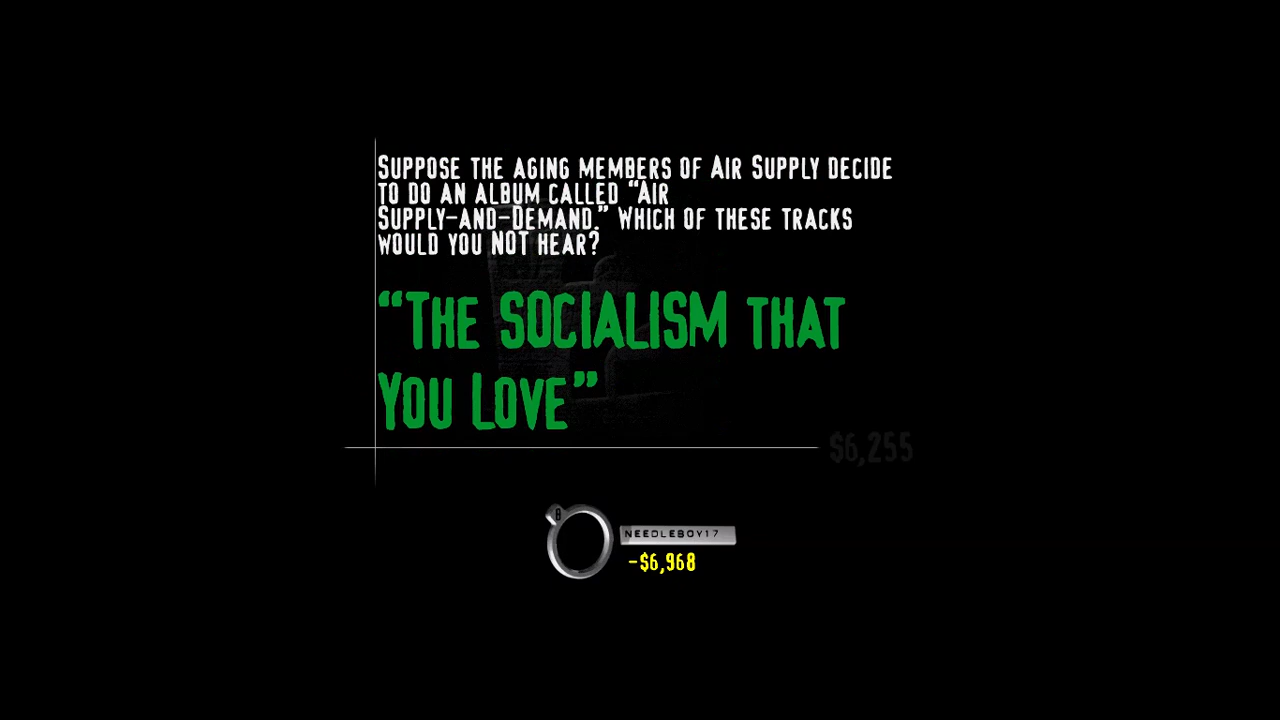 Suppose the aging members of Air Supply decide
to do an album called “Air
Supply-and-Demand.” Which of these tracks
would you NOT hear?
“The socialism that
You Love”
$6,255
8
NEEDLEBOY17
-$6,968